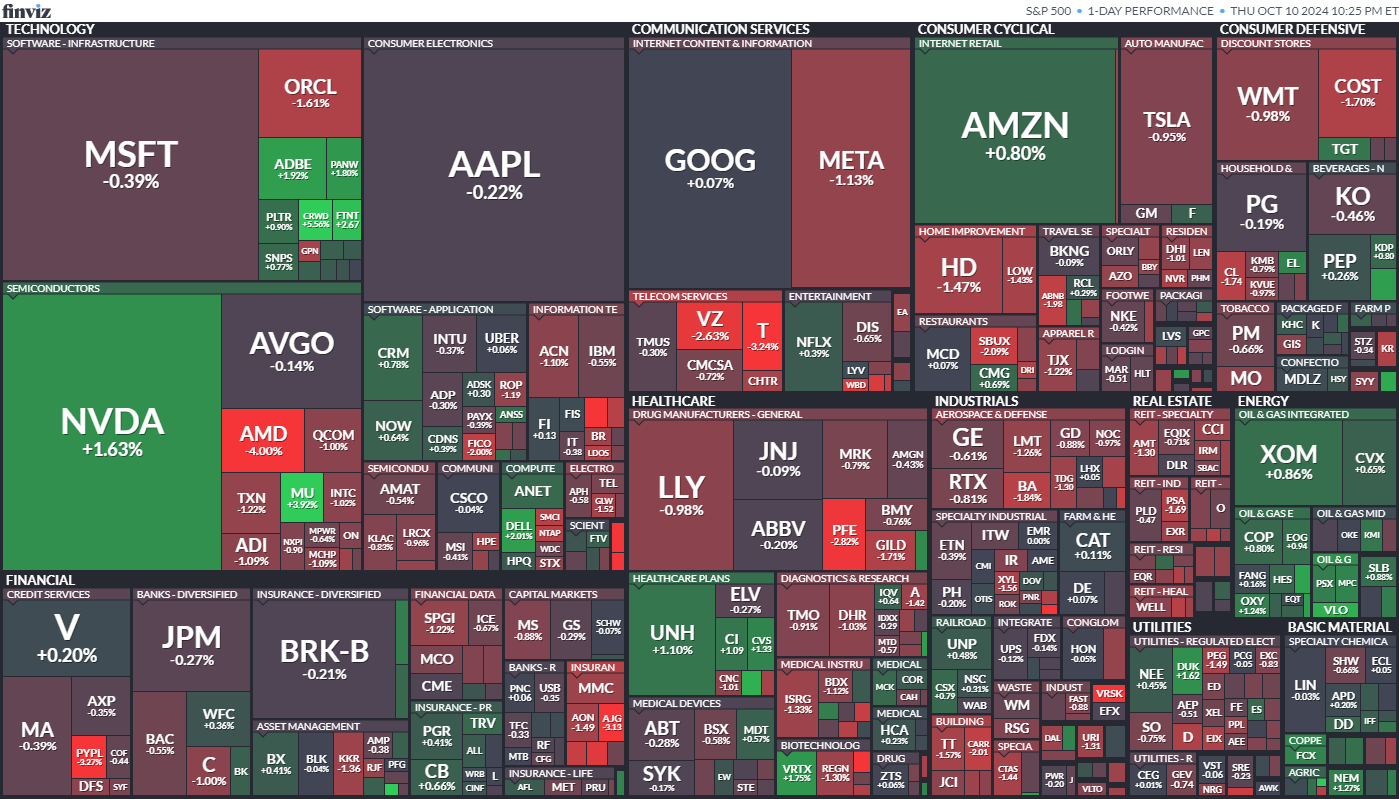 finviz
S&P 500 • 1-DAY PERFORMANCE • THU OCT 10 2024 10:25 PM ET
TECHNOLOGY
SOFTWARE - INFRASTRUCTURE
MSFT
-0.39%
ORCL
-1.61%
ADBE
+1.92%
PANW
+1.80%
PLTR
+0.90%
CRWD
+5.56%
FTNT
+2.67
SNPS
+0.77%
GPN
CONSUMER ELECTRONICS
AAPL
-0.22%
SEMICONDUCTORS
NVDA
+1.63%
AVGO
-0.14%
AMD
-4.00%
QCOM
-1.00%
TXN
-1.22%
MU
+3.92%
INTC
-1.02%
ADI
-1.09%
NXPI
-0.90
MPWR
-0.64%
ON
MCHP
-1.09%
SOFTWARE - APPLICATION
CRM
+0.78%
INTU
-0.37%
UBER
+0.06%
NOW
+0.64%
ADP
-0.30%
ADSK
+0.30
ROP
-1.19
PAYX
-0.39%
ANSS
CDNS
+0.39%
FICO
-2.00%
INFORMATION TE
ACN
-1.10%
IBM
-0.55%
FI
+0.13
FIS
IT
-0.38
BR
LDOS
SEMICONDU
AMAT
-0.54%
KLAC
-0.83%
LRCX
-0.96%
COMMUNI
CSCO
-0.04%
MSI
-0.41%
HPE
COMPUTE
ANET
DELL
+2.01%
SMCI
NTAP
WDC
HPQ
STX
ELECTRO
APH
-0.58
TEL
GLW
-1.52
SCIENT
FTV
COMMUNICATION SERVICES
INTERNET CONTENT & INFORMATION
GOOG
+0.07%
META
-1.13%
TELECOM SERVICES
TMUS
-0.30%
VZ
-2.63%
T
-3.24%
CMCSA
-0.72%
CHTR
ENTERTAINMENT
NFLX
+0.39%
DIS
-0.65%
LYV
WBD
EA
CONSUMER CYCLICAL
INTERNET RETAIL
AMZN
+0.80%
AUTO MANUFAC
TSLA
-0.95%
GM
F
HOME IMPROVEMENT
HD
-1.47%
LOW
-1.43%
TRAVEL SE
BKNG
-0.09%
ABNB
-1.98
RCL
+0.29%
SPECIALT
ORLY
AZO
BBY
RESIDEN
DHI
-1.01
LEN
NVR
PHM
RESTAURANTS
MCD
+0.07%
SBUX
-2.09%
CMG
+0.69%
DRI
APPAREL R
TJX
-1.22%
FOOTWE
NKE
-0.42%
PACKAGI
LODGIN
MAR
-0.51
HLT
LVS
GPC
CONSUMER DEFENSIVE
DISCOUNT STORES
WMT
-0.98%
COST
-1.70%
TGT
HOUSEHOLD &
PG
-0.19%
CL
-1.74
KMB
-0.79%
EL
KVUE
-0.97%
BEVERAGES - N
KO
-0.46%
PEP
+0.26%
KDP
+0.80
TOBACCO
PM
-0.66%
MO
PACKAGED F
KHC
K
GIS
CONFECTIO
MDLZ
HSY
FARM P
STZ
-0.34
KR
SYY
HEALTHCARE
DRUG MANUFACTURERS - GENERAL
LLY
-0.98%
JNJ
-0.09%
MRK
-0.79%
AMGN
-0.43%
ABBV
-0.20%
PFE
-2.82%
BMY
-0.76%
GILD
-1.71%
HEALTHCARE PLANS
UNH
+1.10%
ELV
-0.27%
CI
+1.09
CVS
+1.33
CNC
-1.01
DIAGNOSTICS & RESEARCH
TMO
-0.91%
DHR
-1.03%
IQV
+0.64
A
-1.42
IDXX
-0.29
MTD
-0.57
MEDICAL DEVICES
ABT
-0.28%
BSX
-0.58%
MDT
+0.57%
SYK
-0.17%
EW
STE
MEDICAL INSTRU
ISRG
-1.33%
BDX
-1.12%
MEDICAL
MCK
COR
CAH
MEDICAL
HCA
+0.23%
BIOTECHNOLOG
VRTX
+1.75%
REGN
-1.30%
DRUG
ZTS
+0.06%
INDUSTRIALS
AEROSPACE & DEFENSE
GE
-0.61%
RTX
-0.81%
LMT
-1.26%
GD
-0.88%
NOC
-0.97%
BA
-1.84%
TDG
-1.30
LHX
+0.05
SPECIALTY INDUSTRIAL
ETN
-0.39%
ITW
EMR
0.00%
CMI
IR
AME
PH
-0.20%
OTIS
XYL
-1.56
DOV
ROK
PNR
FARM & HE
CAT
+0.11%
DE
+0.07%
RAILROAD
UNP
+0.48%
CSX
+0.79
NSC
+0.31%
WAB
INTEGRATE
UPS
-0.12%
FDX
-0.14%
CONGLOM
HON
-0.05%
BUILDING
TT
-1.57%
CARR
-2.01
JCI
WASTE
WM
RSG
INDUST
FAST
-0.88
VRSK
EFX
SPECIA
CTAS
-1.44
DAL
URI
-1.31
PWR
-0.20
J
VLTO
REAL ESTATE
REIT - SPECIALTY
AMT
-1.30
EQIX
-0.71%
CCI
IRM
DLR
SBAC
REIT - IND
PLD
-0.47
PSA
-1.69
EXR
REIT -
O
REIT - RESI
EQR
REIT - HEAL
WELL
ENERGY
OIL & GAS INTEGRATED
XOM
+0.86%
CVX
+0.65%
OIL & GAS E
COP
+0.80%
EOG
+0.94
FANG
+0.16%
HES
OXY
+1.24%
EQT
OIL & GAS MID
OKE
KMI
OIL & G
PSX
MPC
VLO
SLB
+0.88%
UTILITIES
UTILITIES - REGULATED ELECT
NEE
+0.45%
DUK
+1.62
PEG
-1.49
PCG
-0.05
EXC
-0.83
SO
-0.75%
AEP
-0.51
ED
XEL
FE
ES
PPL
D
EIX
AEE
UTILITIES - R
CEG
+0.01%
GEV
-0.74
VST
-0.06
SRE
-0.23
NRG
AWK
BASIC MATERIAL
SPECIALTY CHEMICA
LIN
-0.03%
SHW
-0.66%
ECL
+0.05
APD
+0.20%
DD
IFF
COPPE
FCX
AGRIC
NEM
+1.27%
FINANCIAL
CREDIT SERVICES
V
+0.20%
MA
-0.39%
AXP
-0.35%
PYPL
-3.27%
COF
-0.44
DFS
SYF
BANKS - DIVERSIFIED
JPM
-0.27%
BAC
-0.55%
WFC
+0.36%
C
-1.00%
BK
INSURANCE - DIVERSIFIED
BRK-B
-0.21%
ASSET MANAGEMENT
BX
+0.41%
BLK
-0.04%
KKR
-1.36
AMP
-0.38
RJF
PFG
FINANCIAL DATA
SPGI
-1.22%
ICE
-0.67%
MCO
CME
CAPITAL MARKETS
MS
-0.88%
GS
-0.29%
SCHW
-0.07%
BANKS - R
PNC
+0.06
USB
-0.35
TFC
-0.33
RF
MTB
CFG
INSURAN
MMC
AON
-1.49
AJG
-3.13
INSURANCE - PR
PGR
+0.41%
TRV
ALL
CB
+0.66%
WRB
L
CINF
INSURANCE - LIFE
AFL
MET
PRU